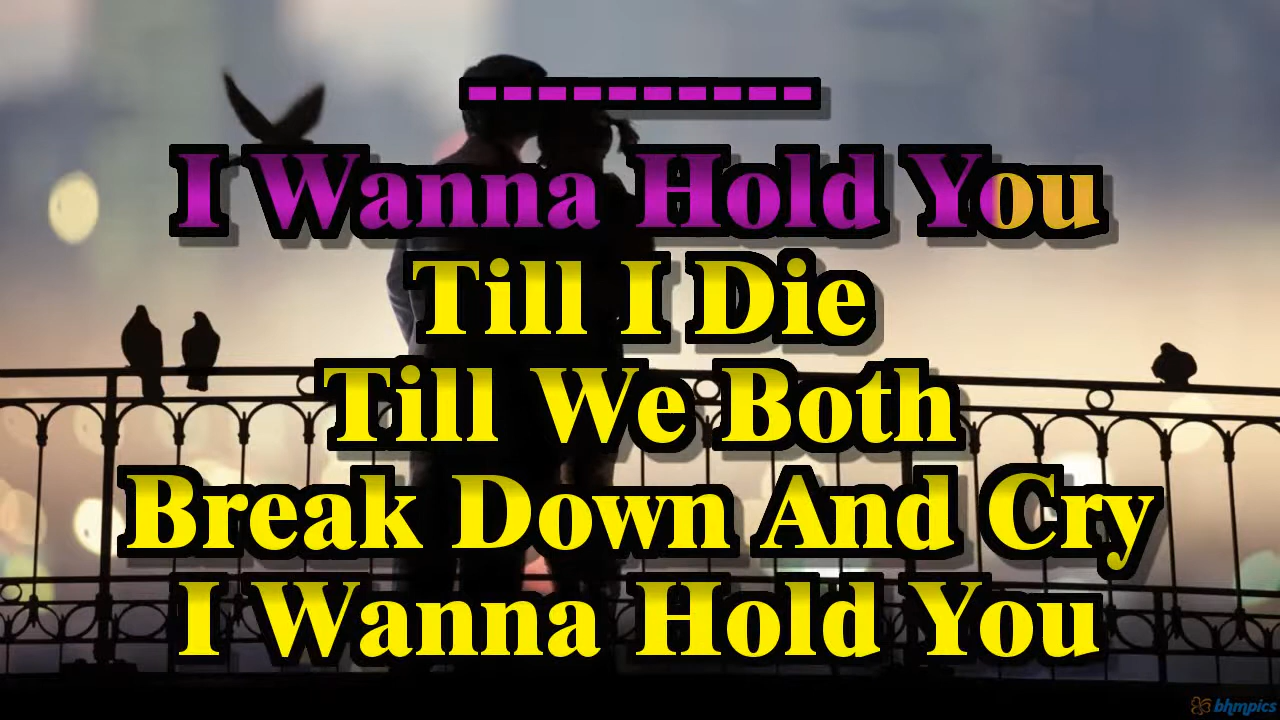 ----------
I Wanna Hold You
Till I Die
Till We Both
Break Down And Cry
I Wanna Hold You
bhmpics